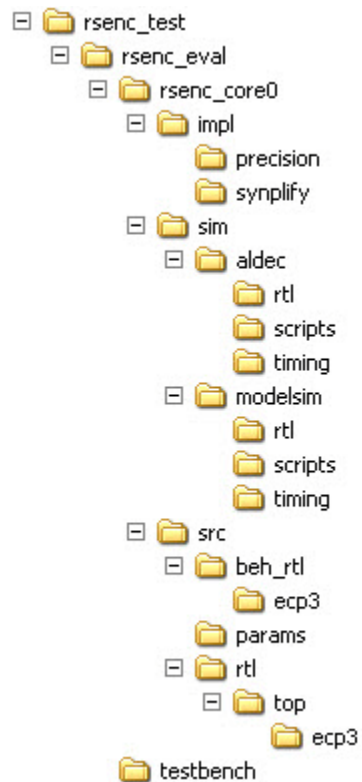 rsenc_test
rsenc_eval
rsenc_core0
impl
precision
synplify
sim
aldec
rtl
scripts
timing
modelsim
rtl
scripts
timing
src
beh_rtl
ecp3
params
rtl
top
ecp3
testbench